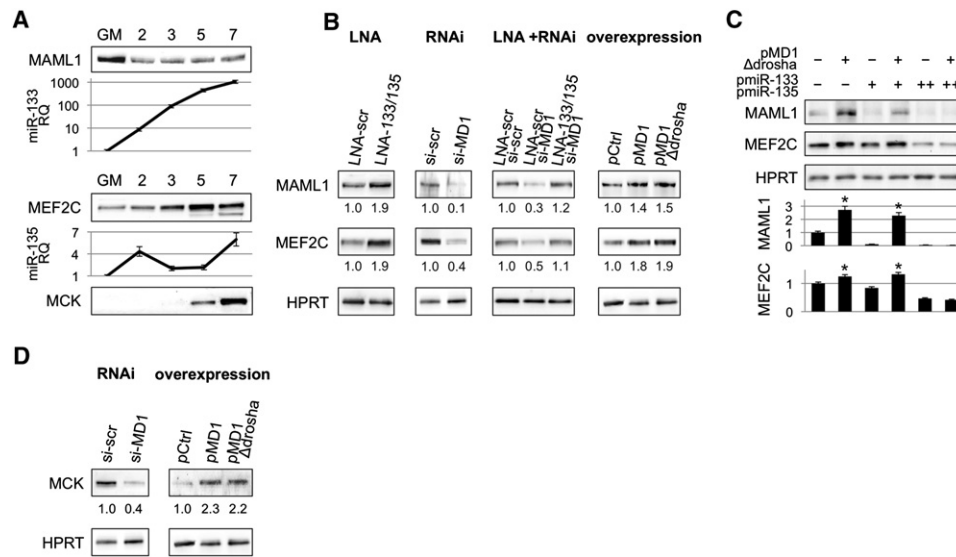 A
GM 2 3 5 7
MAML1
miR-133
RQ
1000
100
10
1
GM 2 3 5 7
MEF2C
miR-135
RQ
7
4
1
MCK
B
LNA RNAi LNA +RNAi overexpression
LNA-scr
LNA-133/135
si-scr
si-MD1
LNA-scr
si-scr
LNA-scr
si-MD1
LNA-133/135
si-MD1
pCtrl
pMD1
pMD1
Δdrosha
MAML1
1.0 1.9 1.0 0.1 1.0 0.3 1.2 1.0 1.4 1.5
MEF2C
1.0 1.9 1.0 0.4 1.0 0.5 1.1 1.0 1.8 1.9
HPRT
C
pMD1
Δdrosha
– + – + – +
pmiR-133
pmiR-135
– – + + ++ ++
MAML1
MEF2C
HPRT
MAML1
3
2
1
0
* *
MEF2C
1
0
* *
D
RNAi overexpression
si-scr
si-MD1
pCtrl
pMD1
pMD1
Δdrosha
MCK
1.0 0.4 1.0 2.3 2.2
HPRT